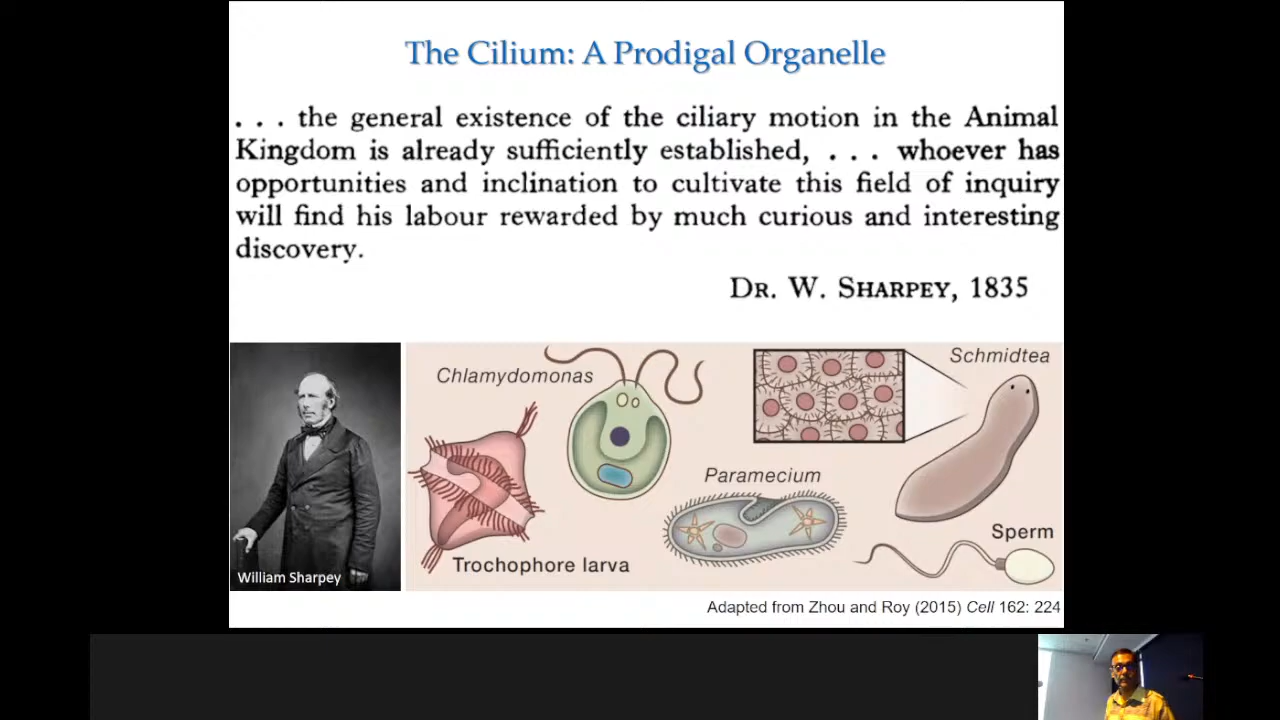 The Cilium: A Prodigal Organelle
. . . the general existence of the ciliary motion in the Animal
Kingdom is already sufficiently established, . . . whoever has
opportunities and inclination to cultivate this field of inquiry
will find his labour rewarded by much curious and interesting
discovery.
DR. W. SHARPEY, 1835
William Sharpey
Chlamydomonas
Schmidtea
Paramecium
Sperm
Trochophore larva
Adapted from Zhou and Roy (2015) Cell 162: 224